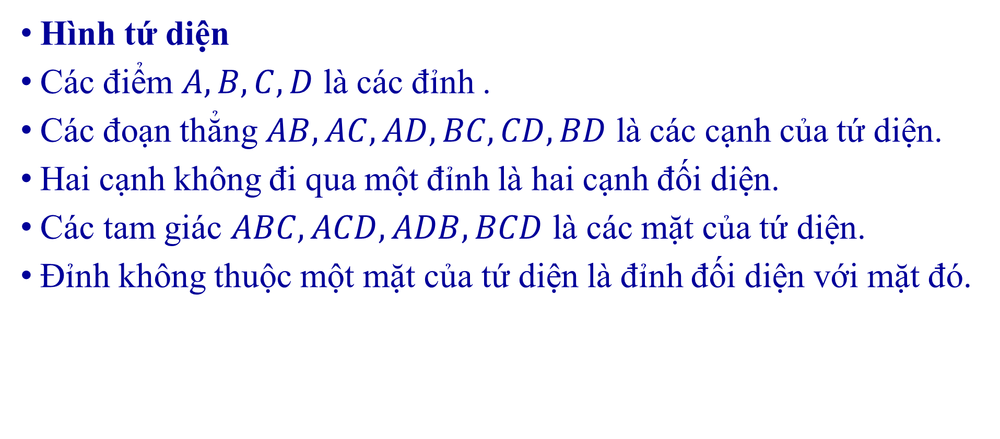 • Hình tứ diện
• Các điểm A, B, C, D là các đỉnh .
• Các đoạn thẳng AB, AC, AD, BC, CD, BD là các cạnh của tứ diện.
• Hai cạnh không đi qua một đỉnh là hai cạnh đối diện.
• Các tam giác ABC, ACD, ADB, BCD là các mặt của tứ diện.
• Đỉnh không thuộc một mặt của tứ diện là đỉnh đối diện với mặt đó.